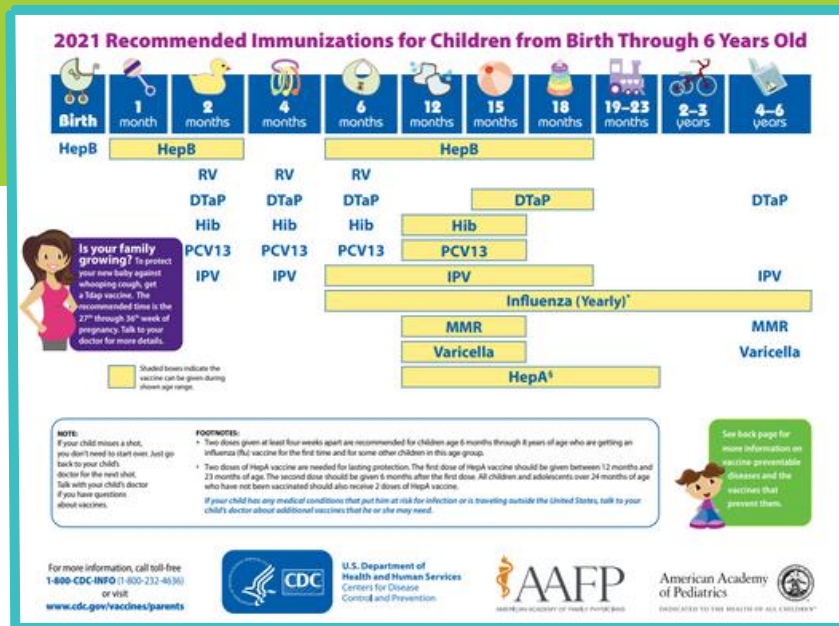 2021 Recommended Immunizations for Children from Birth Through 6 Years Old
Birth
1
month
2
months
4
months
6
months
12
months
15
months
18
months
19–23
months
2–3
years
4–6
years
HepB HepB HepB
RV RV RV
DTaP DTaP DTaP DTaP DTaP
Hib Hib Hib Hib
PCV13 PCV13 PCV13 PCV13
IPV IPV IPV IPV
Influenza (Yearly)*
MMR MMR
Varicella Varicella
HepA§
Is your family
growing? To protect
your new baby against
whooping cough, get
a Tdap vaccine. The
recommended time is the
27th through 36th week of
pregnancy. Talk to your
doctor for more details.
Shaded boxes indicate the
vaccine can be given during
shown age range.
NOTE:
If your child misses a shot,
you don't need to start over. Just go
back to your child's
doctor for the next shot.
Talk with your child's doctor
if you have questions
about vaccines.
FOOTNOTES:
Two doses given at least four weeks apart are recommended for children age 6 months through 8 years of age who are getting an
influenza (flu) vaccine for the first time and for some other children in this age group.
Two doses of HepA vaccine are needed for lasting protection. The first dose of HepA vaccine should be given between 12 months and
23 months of age. The second dose should be given 6 months after the first dose. All children and adolescents over 24 months of age
who have not been vaccinated should also receive 2 doses of HepA vaccine.
If your child has any medical conditions that put him at risk for infection or is traveling outside the United States, talk to your
child's doctor about additional vaccines that he or she may need.
See back page for
more information on
vaccine-preventable
diseases and the
vaccines that
prevent them.
For more information, call toll-free
1-800-CDC-INFO (1-800-232-4636)
or visit
www.cdc.gov/vaccines/parents
CDC
U.S. Department of
Health and Human Services
Centers for Disease
Control and Prevention
AAFP
AMERICAN ACADEMY OF FAMILY PHYSICIANS
American Academy
of Pediatrics
DEDICATED TO THE HEALTH OF ALL CHILDREN®